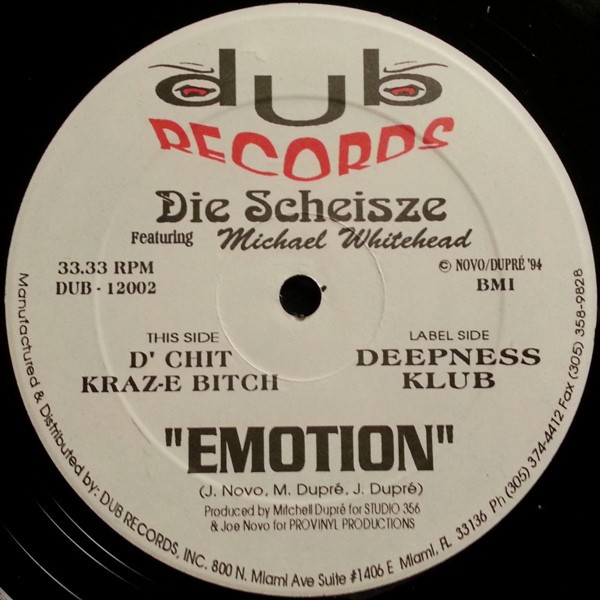 dub
RECORDS
Die Scheisze
Featuring Michael Whitehead
33.33 RPM
DUB - 12002
© NOVO/DUPRÉ '94
BMI
THIS SIDE
D' CHIT
KRAZ-E BITCH
LABEL SIDE
DEEPNESS
KLUB
"EMOTION"
(J. Novo, M. Dupré, J. Dupré)
Produced by Mitchell Dupré for STUDIO 356
& Joe Novo for PROVINYL PRODUCTIONS
Manufactured & Distributed by: DUB RECORDS, INC. 800 N. Miami Ave Suite #1406 E Miami, FL 33136 Ph (305) 374-4412 Fax (305) 358-9828